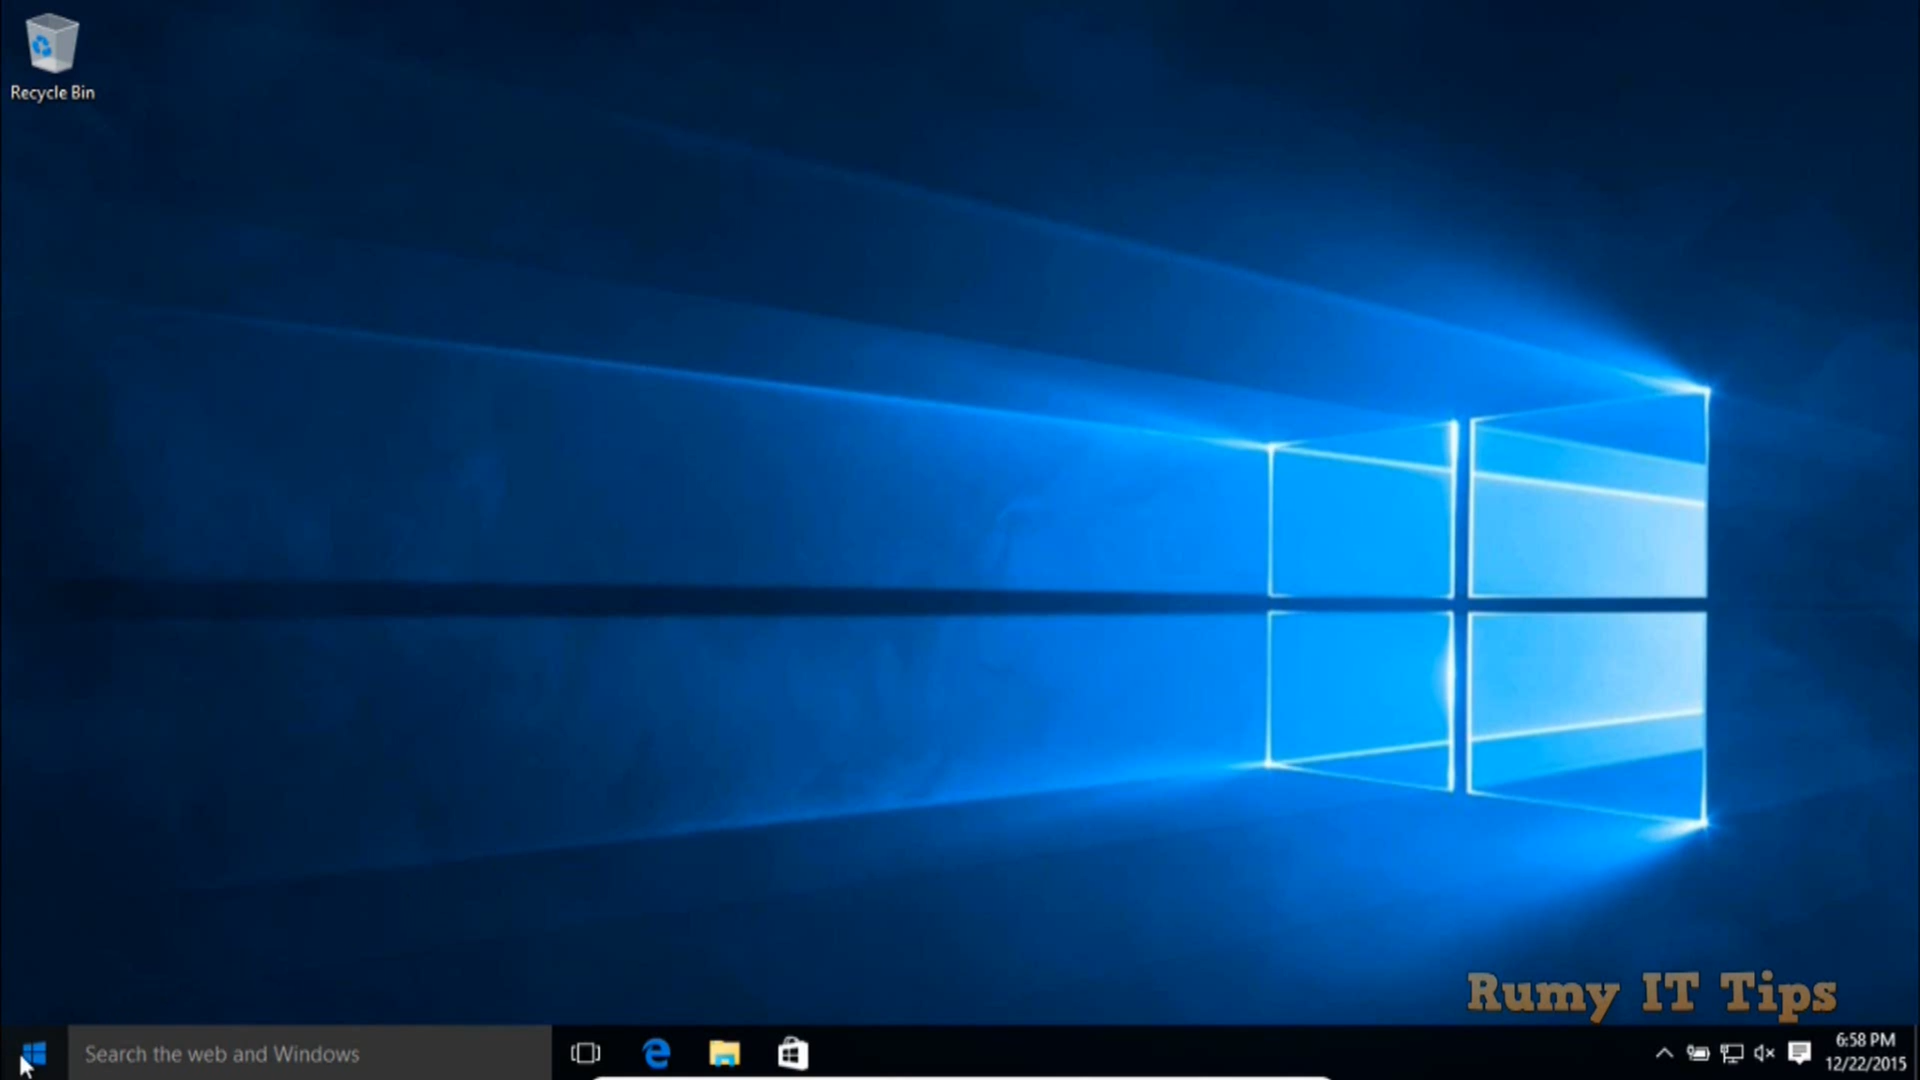 Recycle Bin
Rumy IT Tips
Search the web and Windows
6:58 PM
12/22/2015